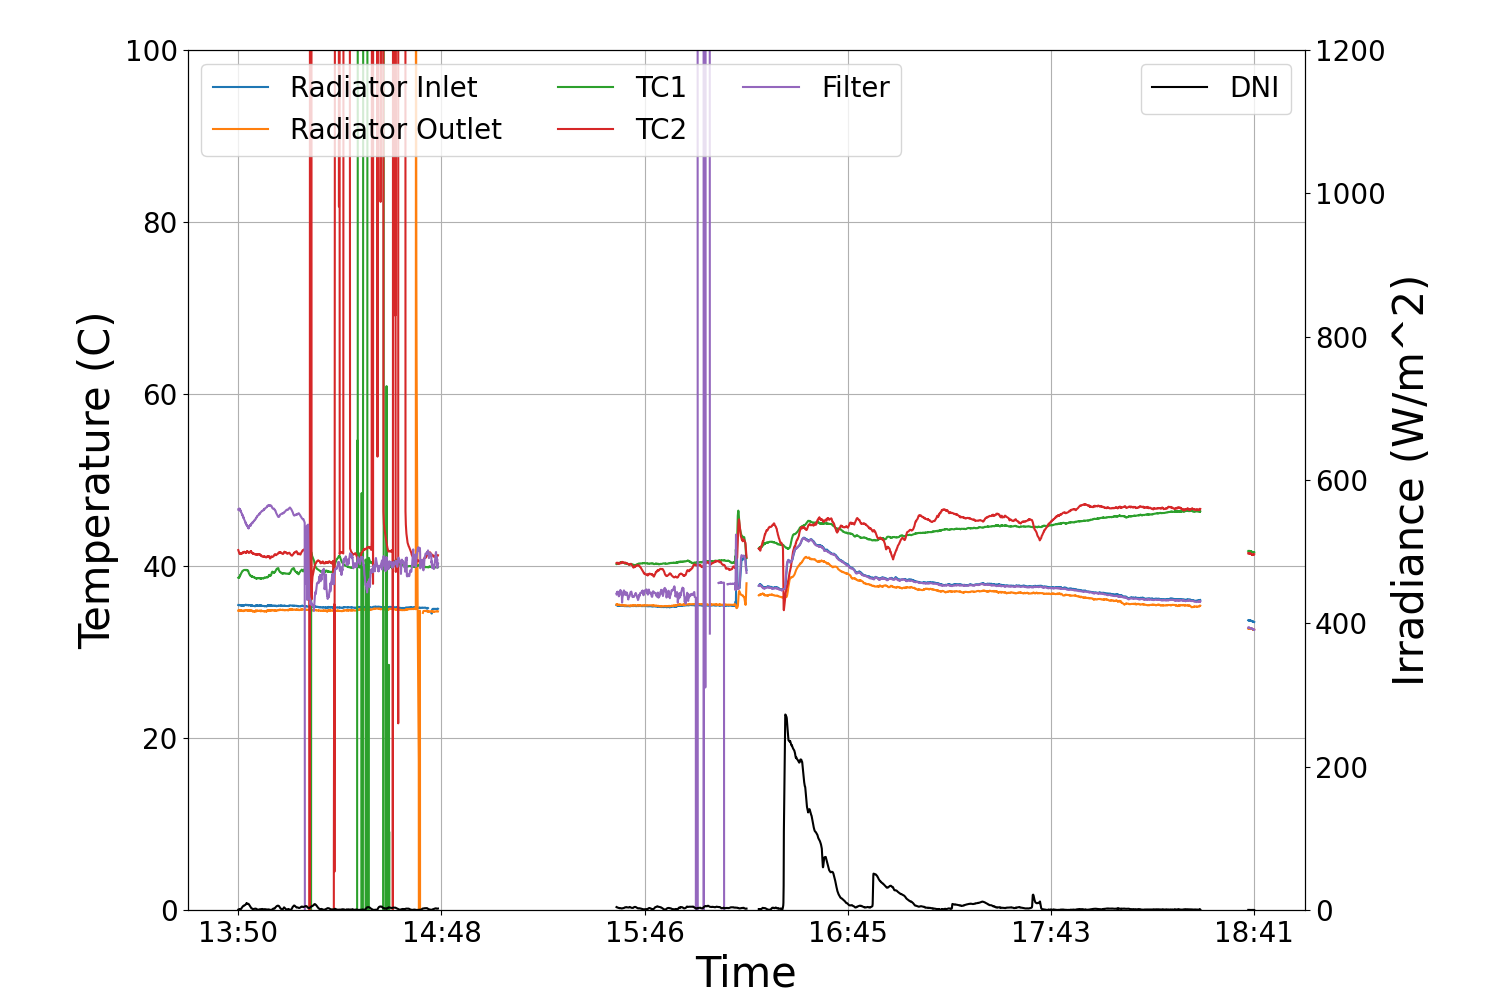 100
80
60
40
20
0
Temperature (C)
Radiator Inlet
Radiator Outlet
TC1
TC2
Filter
DNI
1200
1000
800
600
400
200
0
Irradiance (W/m^2)
13:50 14:48 15:46 16:45 17:43 18:41
Time